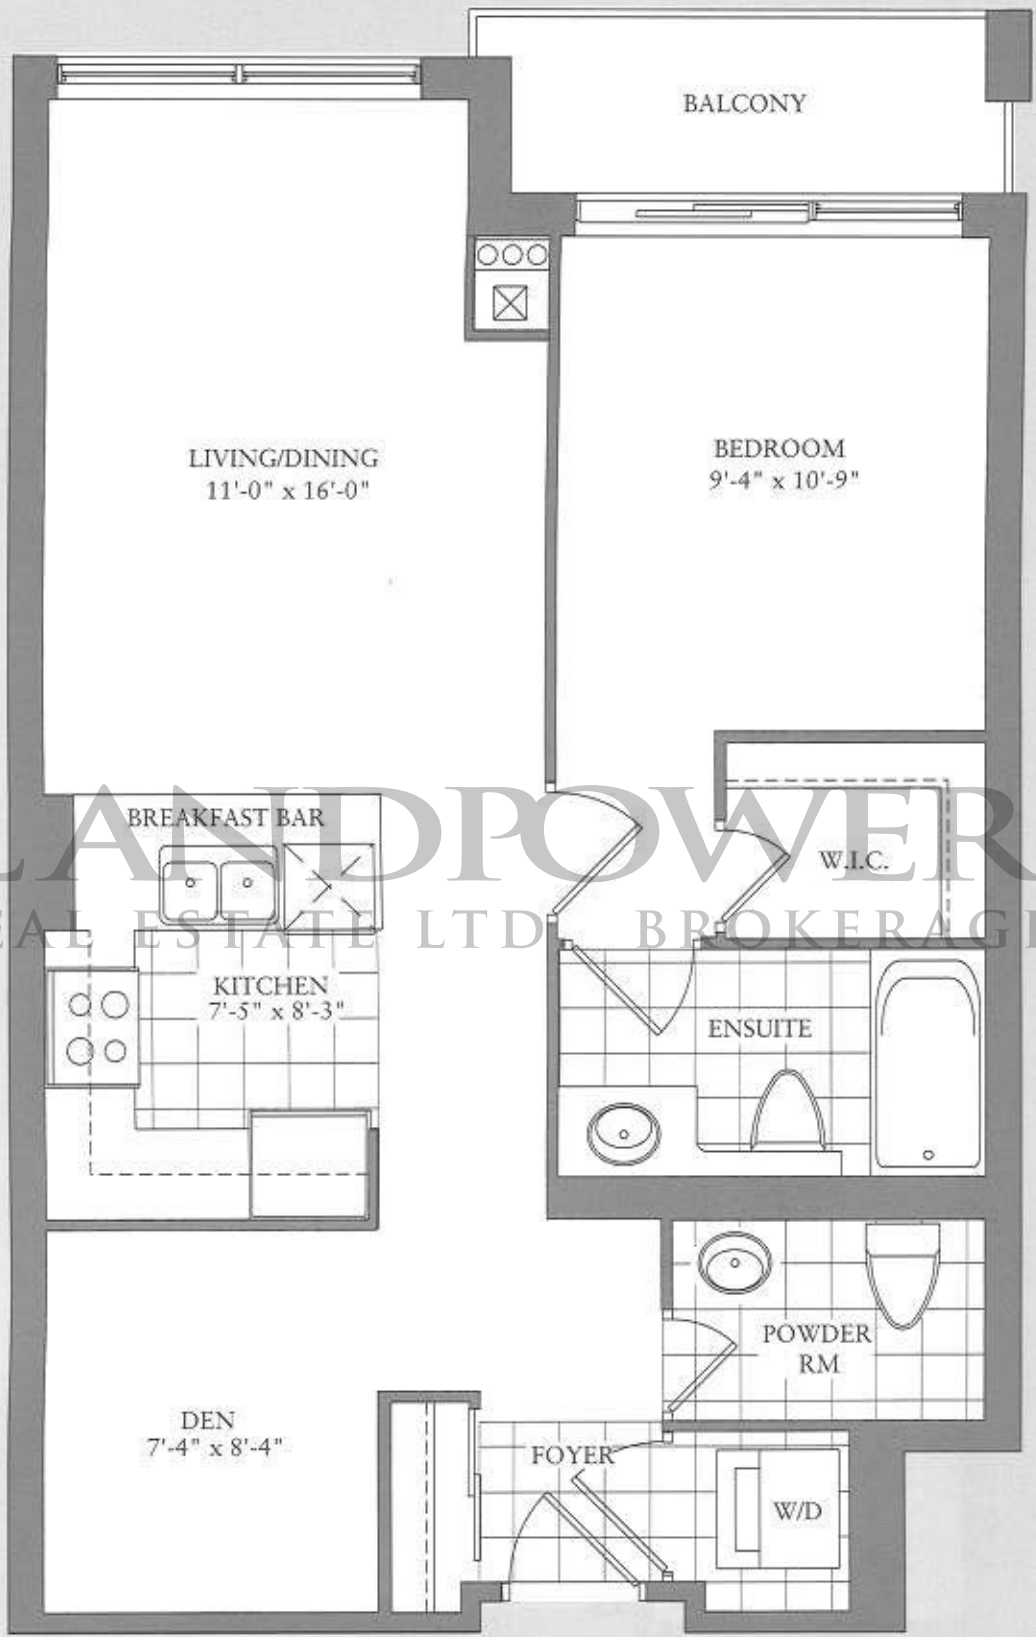 BALCONY
LIVING/DINING
11'-0" x 16'-0"
BEDROOM
9'-4" x 10'-9"
BREAKFAST BAR
LANDPOWER
W.I.C.
REAL ESTATE LTD BROKERAGE
KITCHEN
7'-5" x 8'-3"
ENSUITE
POWDER
RM
DEN
7'-4" x 8'-4"
FOYER
W/D